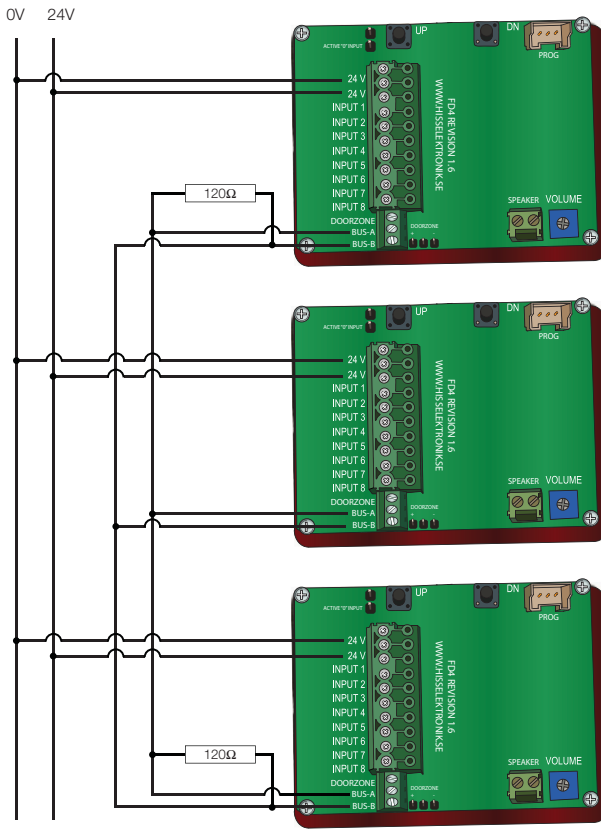 0V 24V
ACTIVE "0" INPUT
UP
DN
PROG
24 V
24 V
INPUT 1
INPUT 2
INPUT 3
INPUT 4
INPUT 5
INPUT 6
INPUT 7
INPUT 8
DOORZONE
BUS-A
BUS-B
FD4 REVISION 1.6
WWW.HISSELEKTRONIK.SE
DOORZONE
+ -
SPEAKER VOLUME
120Ω
ACTIVE "0" INPUT
UP
DN
PROG
24 V
24 V
INPUT 1
INPUT 2
INPUT 3
INPUT 4
INPUT 5
INPUT 6
INPUT 7
INPUT 8
DOORZONE
BUS-A
BUS-B
FD4 REVISION 1.6
WWW.HISSELEKTRONIK.SE
DOORZONE
+ -
SPEAKER VOLUME
ACTIVE "0" INPUT
UP
DN
PROG
24 V
24 V
INPUT 1
INPUT 2
INPUT 3
INPUT 4
INPUT 5
INPUT 6
INPUT 7
INPUT 8
DOORZONE
BUS-A
BUS-B
FD4 REVISION 1.6
WWW.HISSELEKTRONIK.SE
DOORZONE
+ -
SPEAKER VOLUME
120Ω